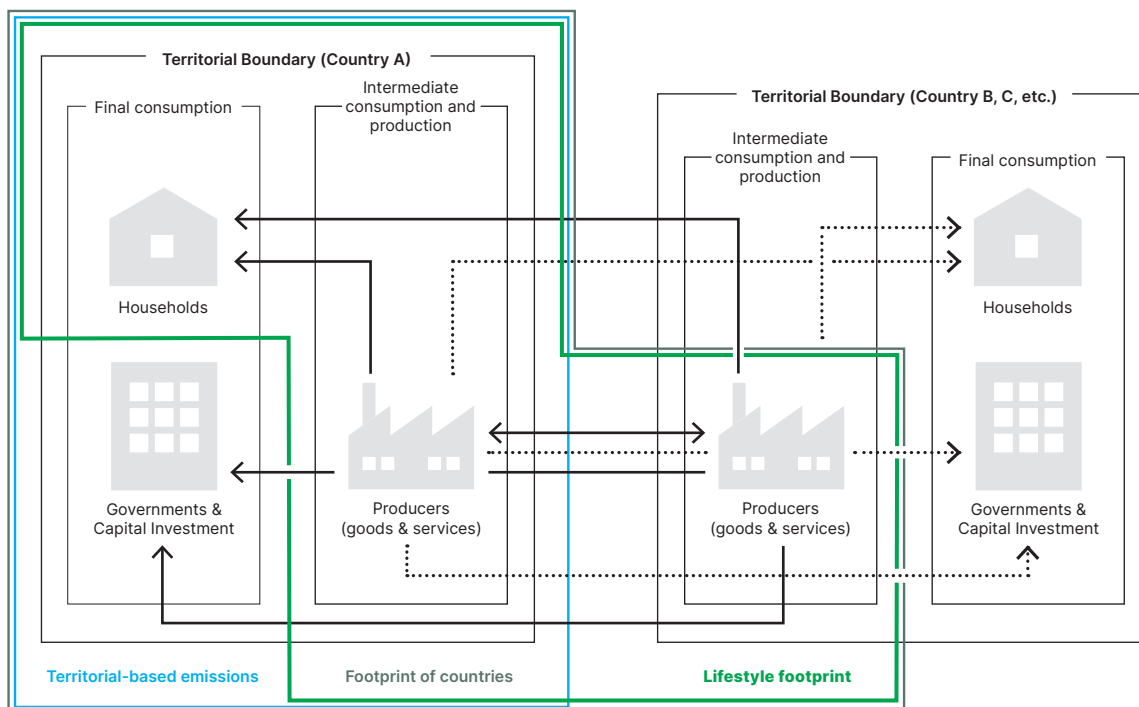 Territorial Boundary (Country A)
Final consumption
Intermediate
consumption and
production
Households
Governments &
Capital Investment
Producers
(goods & services)
Territorial Boundary (Country B, C, etc.)
Intermediate
consumption and
production
Final consumption
Households
Producers
(goods & services)
Governments &
Capital Investment
Territorial-based emissions
Footprint of countries
Lifestyle footprint